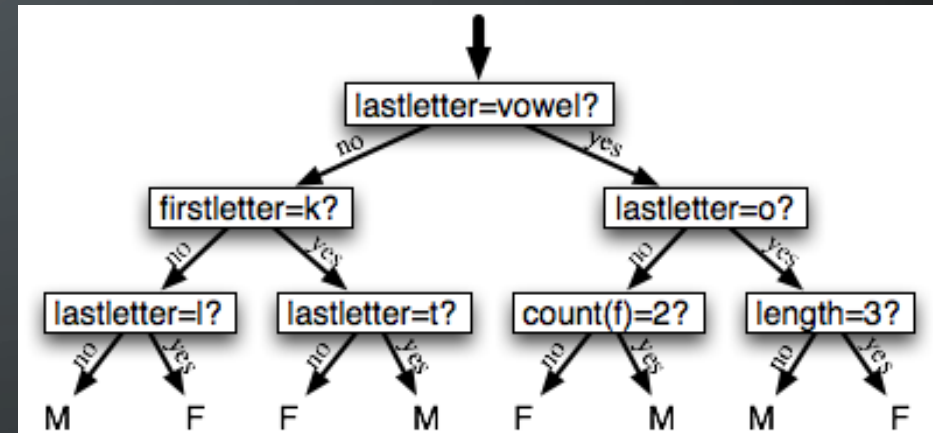 lastletter=vowel?
no yes
firstletter=k? lastletter=o?
no yes no yes
lastletter=l? lastletter=t? count(f)=2? length=3?
no yes no yes no yes no yes
M F F M F M M F